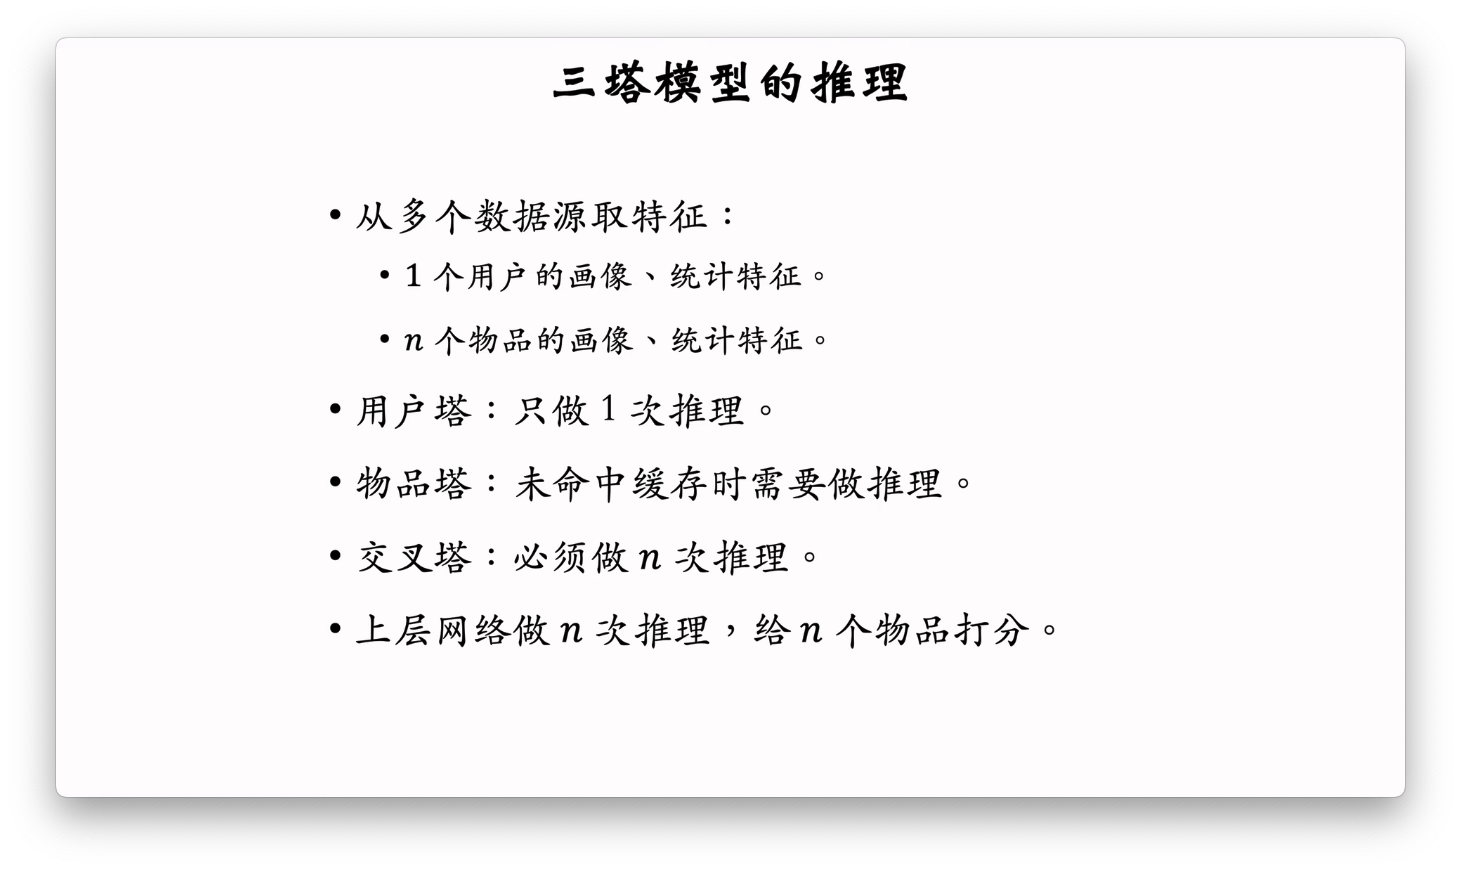 三塔模型的推理
• 从多个数据源取特征：
• 1 个用户的画像、统计特征。
• n 个物品的画像、统计特征。
• 用户塔：只做 1 次推理。
• 物品塔：未命中缓存时需要做推理。
• 交叉塔：必须做 n 次推理。
• 上层网络做 n 次推理，给 n 个物品打分。